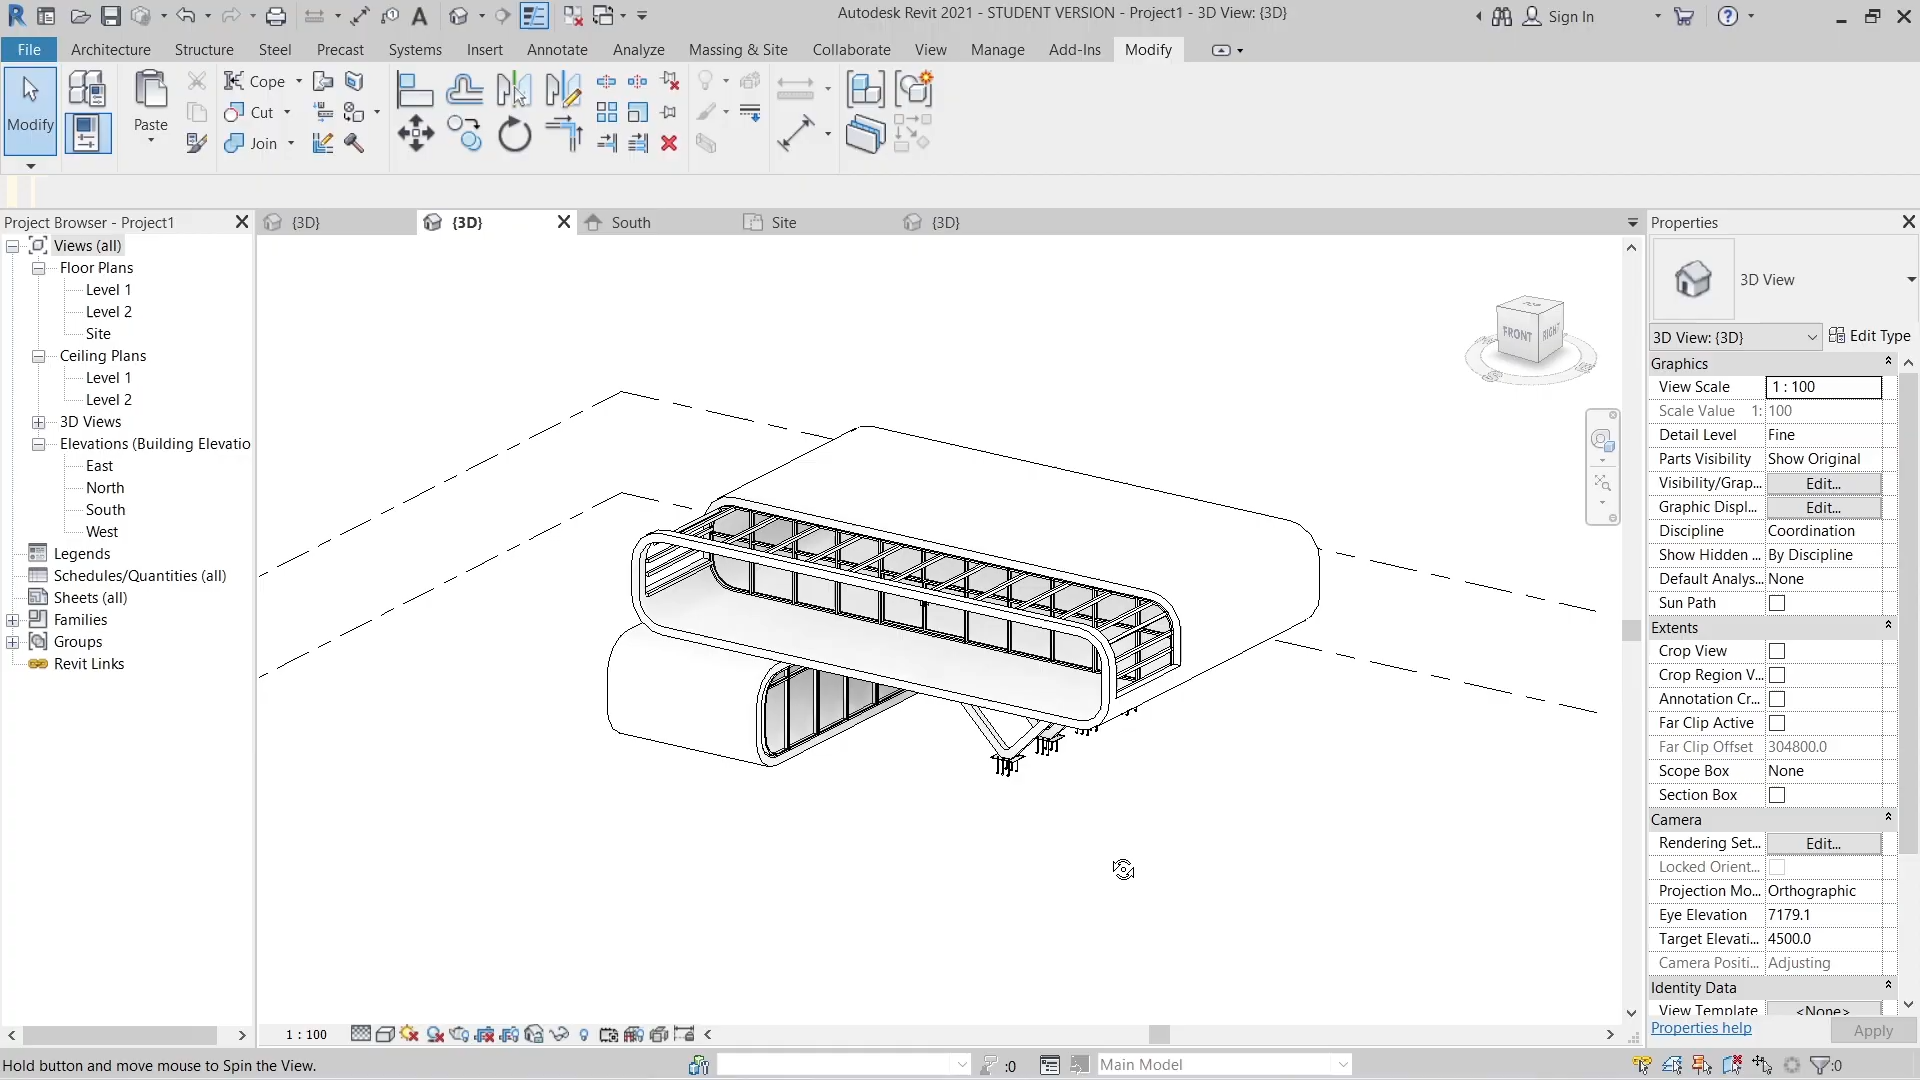 Autodesk Revit 2021 - STUDENT VERSION - Project1 - 3D View: {3D}
Sign In
File
Architecture
Structure
Steel
Precast
Systems
Insert
Annotate
Analyze
Massing & Site
Collaborate
View
Manage
Add-Ins
Modify
Modify
Paste
Cope
Cut
Join
Project Browser - Project1
{3D}
{3D}
South
Site
{3D}
Properties
Views (all)
Floor Plans
Level 1
Level 2
Site
Ceiling Plans
Level 1
Level 2
3D Views
Elevations (Building Elevatio
East
North
South
West
Legends
Schedules/Quantities (all)
Sheets (all)
Families
Groups
Revit Links
FRONT
RIGHT
3D View
3D View: {3D}
Edit Type
Graphics
View Scale 1 : 100
Scale Value 1: 100
Detail Level Fine
Parts Visibility Show Original
Visibility/Grap... Edit...
Graphic Displ... Edit...
Discipline Coordination
Show Hidden ... By Discipline
Default Analys... None
Sun Path
Extents
Crop View
Crop Region V...
Annotation Cr...
Far Clip Active
Far Clip Offset 304800.0
Scope Box None
Section Box
Camera
Rendering Set... Edit...
Locked Orient...
Projection Mo... Orthographic
Eye Elevation 7179.1
Target Elevati... 4500.0
Camera Positi... Adjusting
Identity Data
View Template <None>
Properties help
Apply
1 : 100
Hold button and move mouse to Spin the View.
:0
Main Model
:0